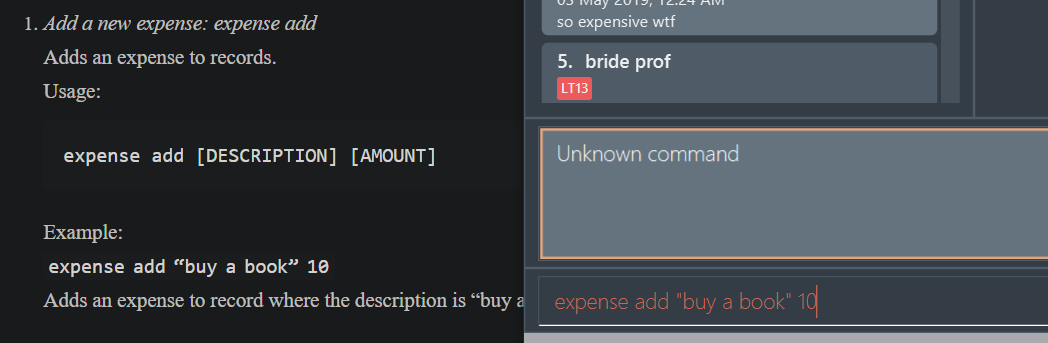 1. Add a new expense: expense add
Adds an expense to records.
Usage:
expense add [DESCRIPTION] [AMOUNT]
Example:
expense add “buy a book” 10
Adds an expense to record where the description is “buy a
03 May 2019, 12:24 AM
so expensive wtf
5. bride prof
LT13
Unknown command
expense add "buy a book" 10